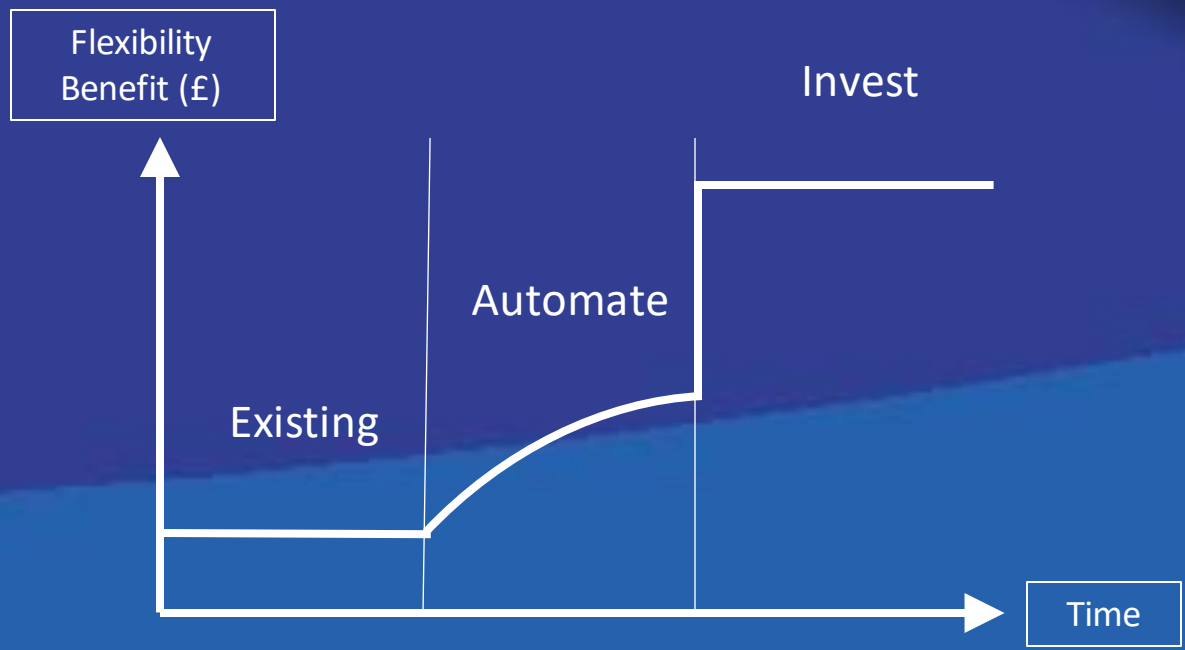 Flexibility
Benefit (£)
Invest
Automate
Existing
Time